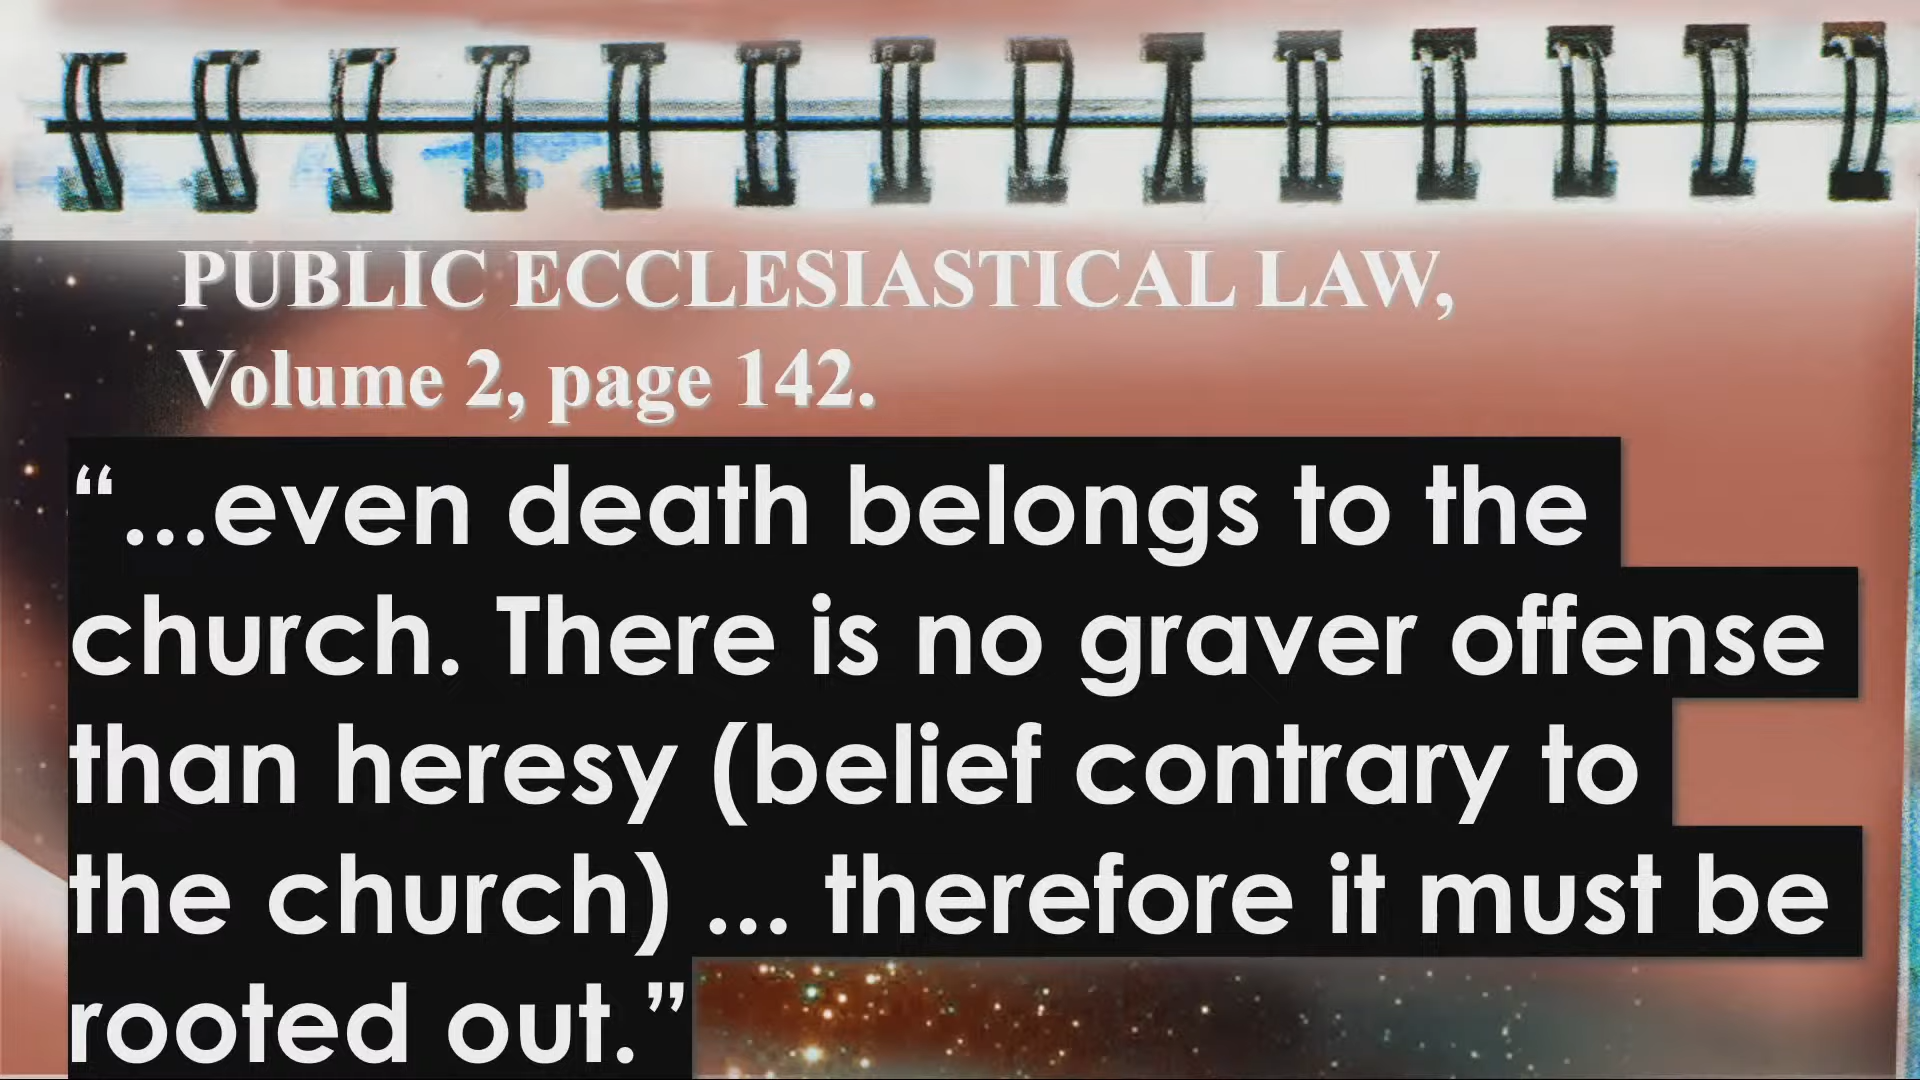 PUBLIC ECCLESIASTICAL LAW,
Volume 2, page 142.
“...even death belongs to the
church. There is no graver offense
than heresy (belief contrary to
the church) ... therefore it must be
rooted out.”